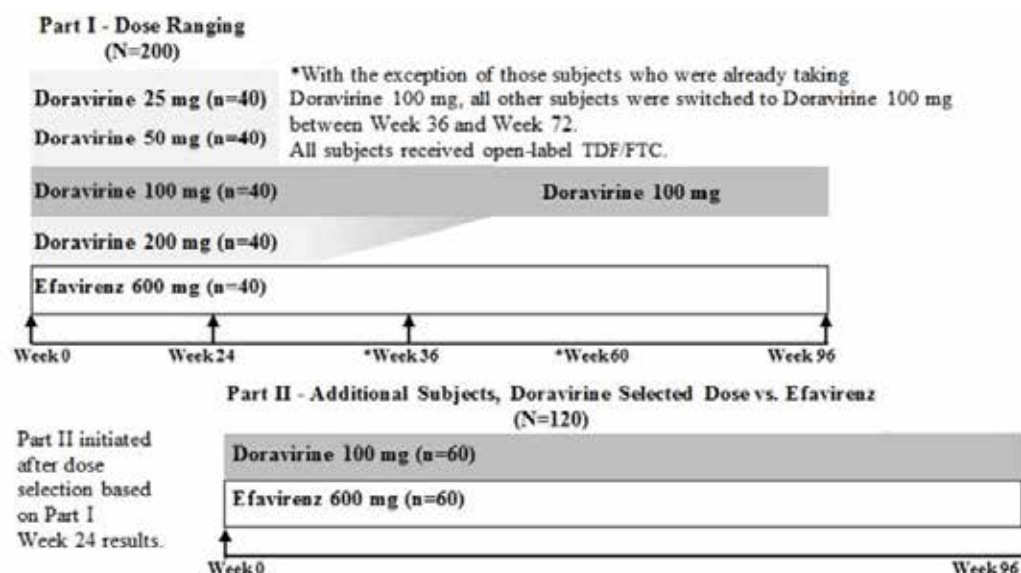 Part I - Dose Ranging
(N=200)
*With the exception of those subjects who were already taking
Doravirine 100 mg, all other subjects were switched to Doravirine 100 mg
between Week 36 and Week 72.
All subjects received open-label TDF/FTC.
Doravirine 25 mg (n=40)
Doravirine 50 mg (n=40)
Doravirine 100 mg (n=40)
Doravirine 100 mg
Doravirine 200 mg (n=40)
Efavirenz 600 mg (n=40)
Week 0
Week 24
*Week 36
*Week 60
Week 96
Part II - Additional Subjects, Doravirine Selected Dose vs. Efavirenz
(N=120)
Part II initiated
after dose
selection based
on Part I
Week 24 results.
Doravirine 100 mg (n=60)
Efavirenz 600 mg (n=60)
Week 0
Week 96